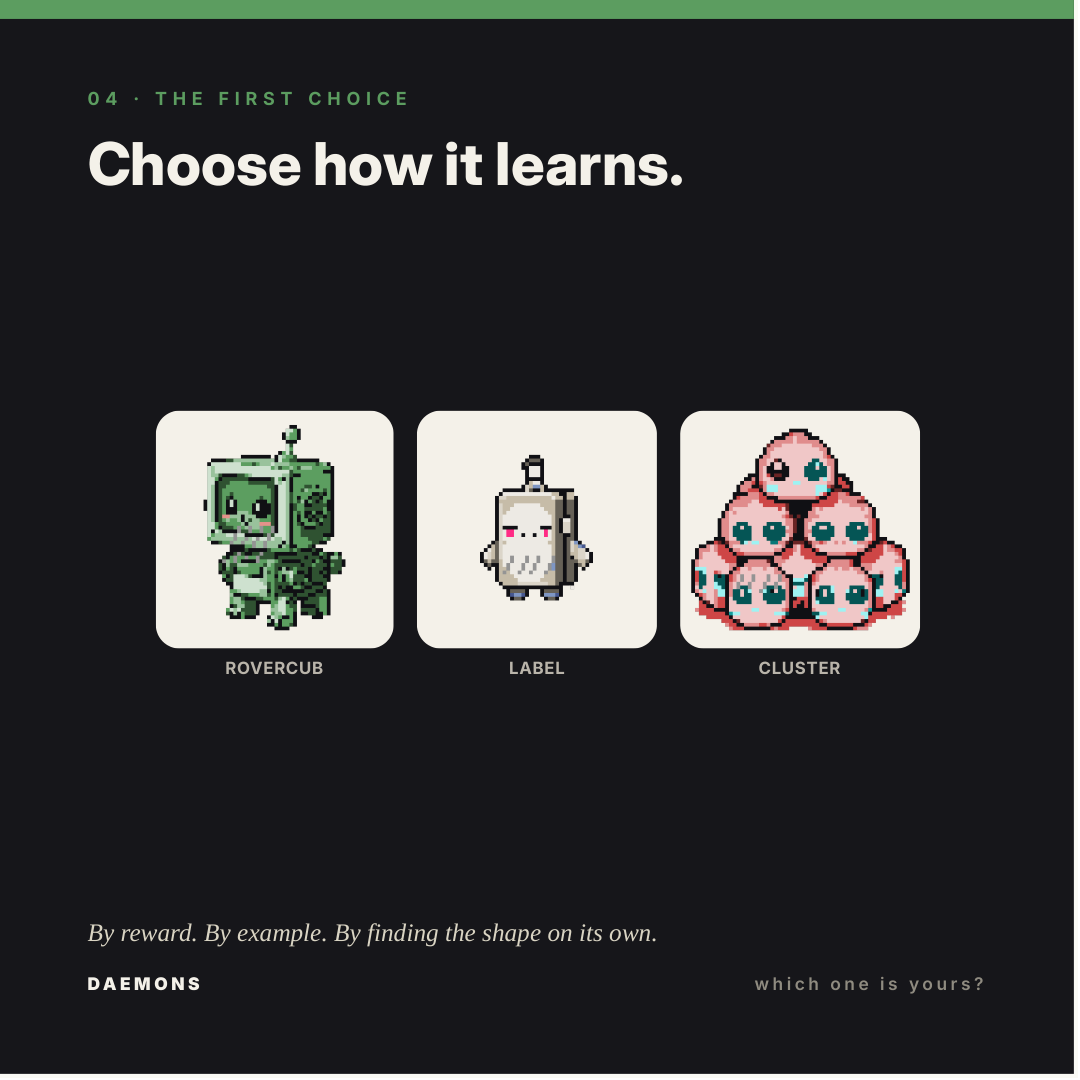 04 · THE FIRST CHOICE
Choose how it learns.
ROVERCUB
LABEL
CLUSTER
By reward. By example. By finding the shape on its own.
DAEMONS
which one is yours?